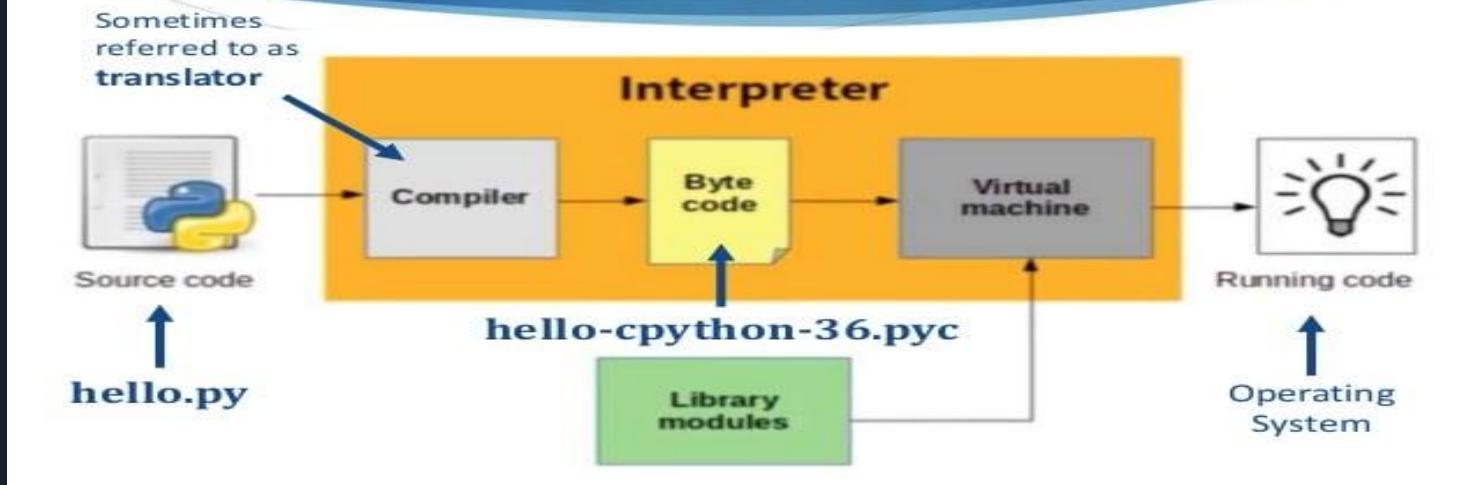 Sometimes
referred to as
translator
Interpreter
Compiler
Byte
code
Virtual
machine
Source code
Running code
hello-cpython-36.pyc
hello.py
Library
modules
Operating
System